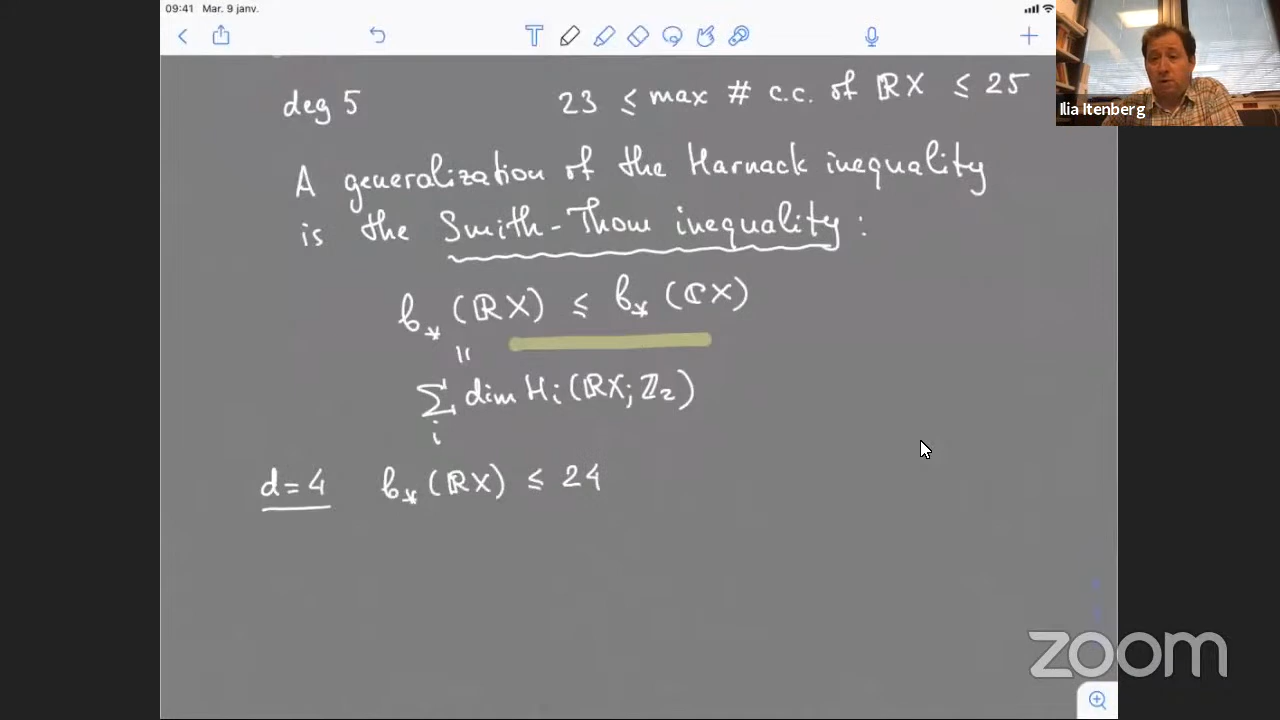 09:41 Mar. 9 janv.
Ilia Itenberg
deg 5 23 ≤ max # c.c. of ℝX ≤ 25
A generalization of the Harnack inequality
is the Smith-Thom inequality :
b_* (ℝX) ≤ b_* (ℂX)
||
∑_i dim H_i (ℝX; ℤ_2)
d=4 b_* (ℝX) ≤ 24
zoom